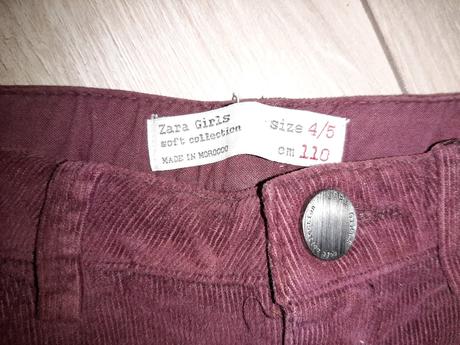 Zara Girls
soft collection
MADE IN MOROCCO
size 4/5
cm 110